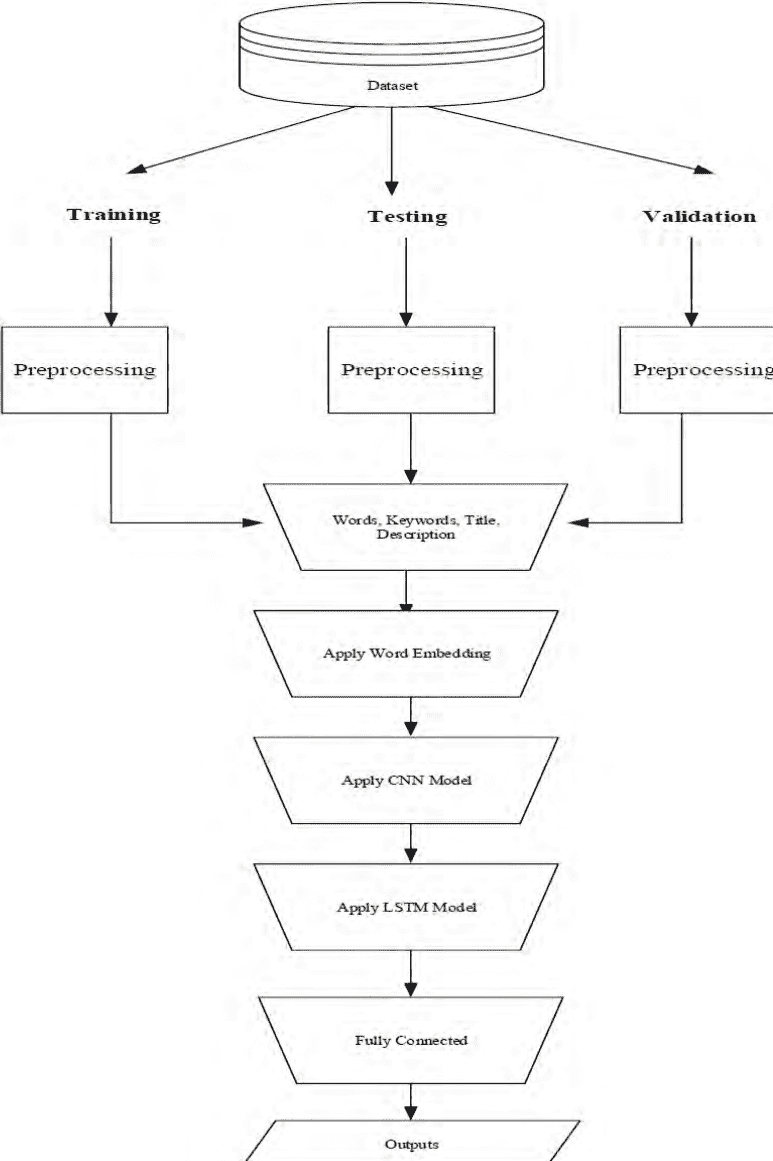 Dataset
Training
Testing
Validation
Preprocessing
Preprocessing
Preprocessing
Words, Keywords, Title,
Description
Apply Word Embedding
Apply CNN Model
Apply LSTM Model
Fully Connected
Outputs